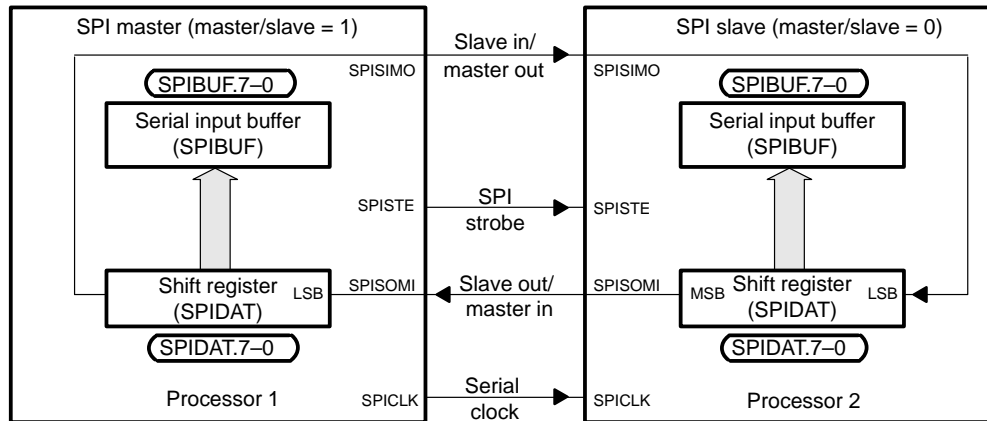 SPI master (master/slave = 1)
Slave in/
master out
SPI slave (master/slave = 0)
SPISIMO
SPISIMO
SPIBUF.7–0
SPIBUF.7–0
Serial input buffer
(SPIBUF)
Serial input buffer
(SPIBUF)
SPISTE
SPI
strobe
SPISTE
Shift register
(SPIDAT)
LSB
SPISOMI
Slave out/
master in
SPISOMI
MSB
Shift register
(SPIDAT)
LSB
SPIDAT.7–0
SPIDAT.7–0
Processor 1
SPICLK
Serial
clock
SPICLK
Processor 2